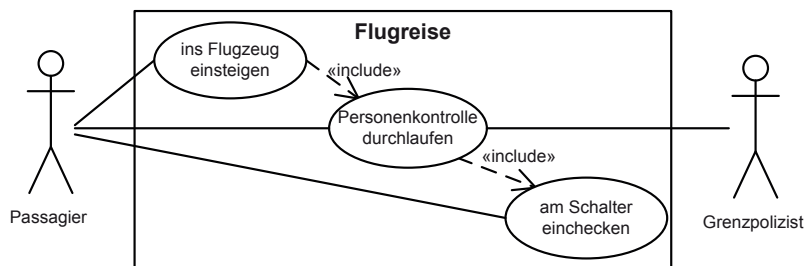 Flugreise
ins Flugzeug
einsteigen
«include»
Personenkontrolle
durchlaufen
«include»
am Schalter
einchecken
Passagier
Grenzpolizist